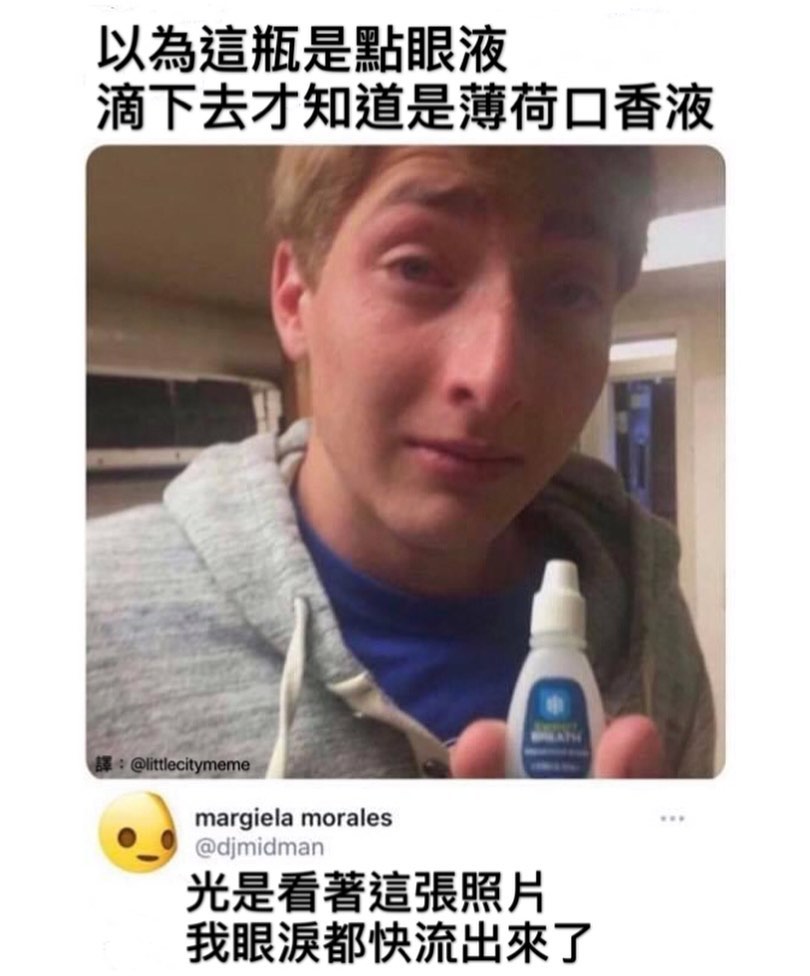 以為這瓶是點眼液
滴下去才知道是薄荷口香液
BREATH
譯：@littlecitymeme
margiela morales
@djmidman
光是看著這張照片
我眼淚都快流出來了